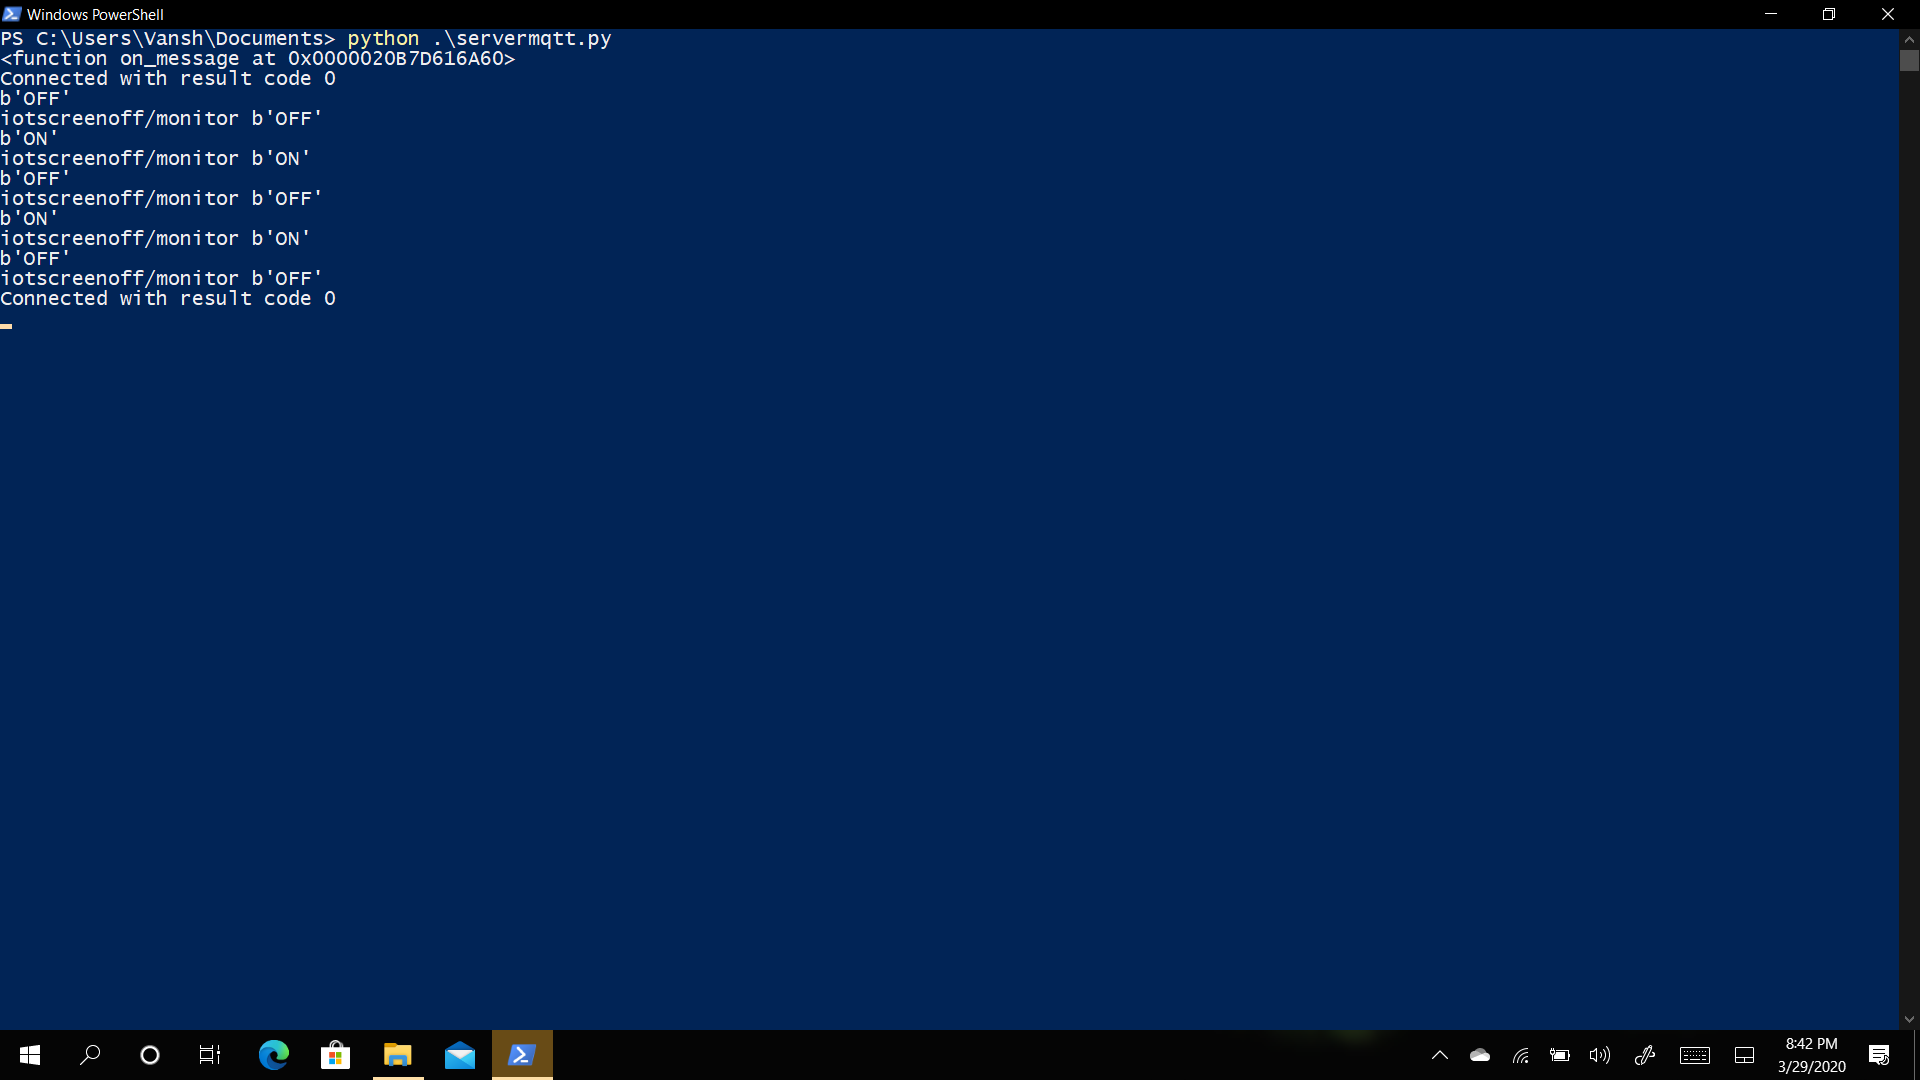 Windows PowerShell
PS C:\Users\Vansh\Documents> python .\servermqtt.py
<function on_message at 0x0000020B7D616A60>
Connected with result code 0
b'OFF'
iotscreenoff/monitor b'OFF'
b'ON'
iotscreenoff/monitor b'ON'
b'OFF'
iotscreenoff/monitor b'OFF'
b'ON'
iotscreenoff/monitor b'ON'
b'OFF'
iotscreenoff/monitor b'OFF'
Connected with result code 0
8:42 PM
3/29/2020